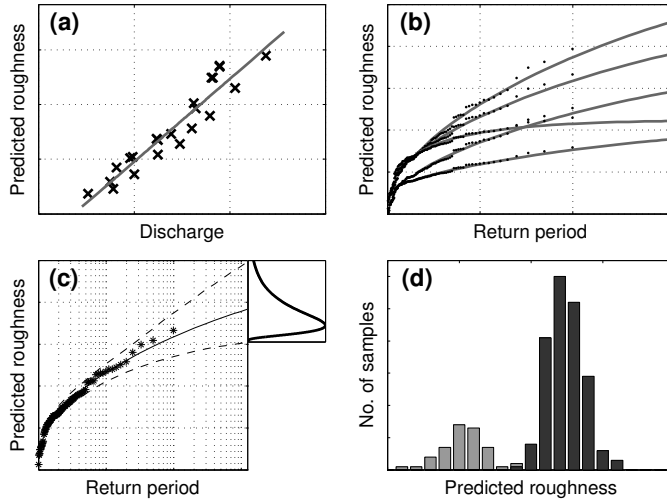 (a)
Predicted roughness
Discharge
(b)
Predicted roughness
Return period
(c)
Predicted roughness
Return period
(d)
No. of samples
Predicted roughness